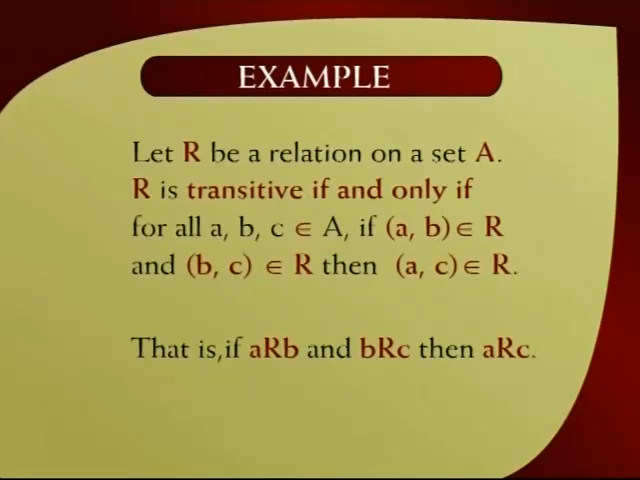 EXAMPLE
Let R be a relation on a set A.
R is transitive if and only if
for all a, b, c ∈ A, if (a, b)∈ R
and (b, c) ∈ R then (a, c)∈ R.
That is,if aRb and bRc then aRc.